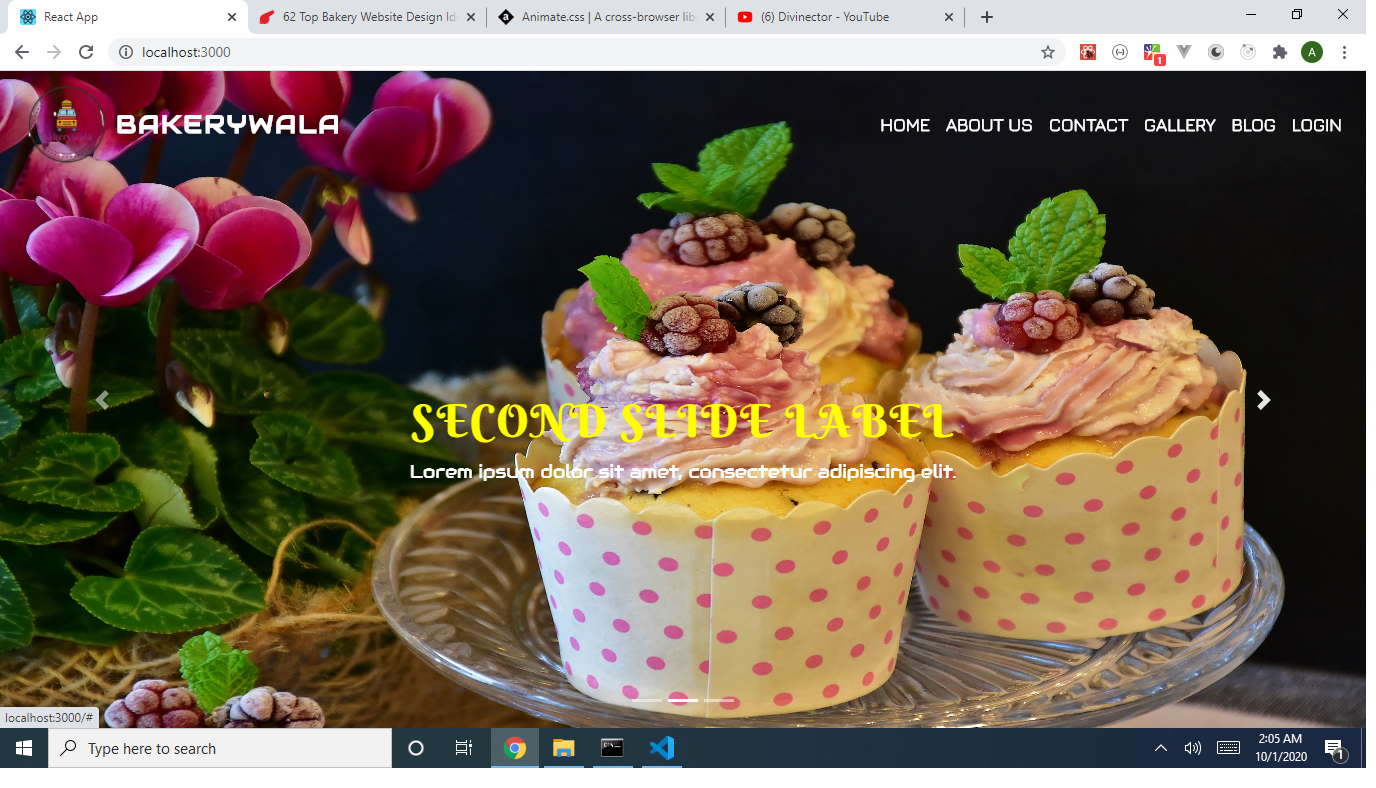 React App
62 Top Bakery Website Design Id
Animate.css | A cross-browser lib
(6) Divinector - YouTube
localhost:3000
1
A
BAKERYWALA
HOME ABOUT US CONTACT GALLERY BLOG LOGIN
SECOND SLIDE LABEL
Lorem ipsum dolor sit amet, consectetur adipiscing elit.
localhost:3000/#
Type here to search
2:05 AM
10/1/2020
1